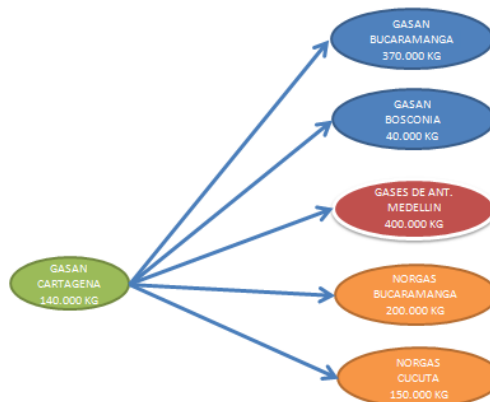 GASAN
BUCARAMANGA
370.000 KG
GASAN
BOSCONIA
40.000 KG
GASES DE ANT.
MEDELLIN
400.000 KG
GASAN
CARTAGENA
140.000 KG
NORGAS
BUCARAMANGA
200.000 KG
NORGAS
CUCUTA
150.000 KG